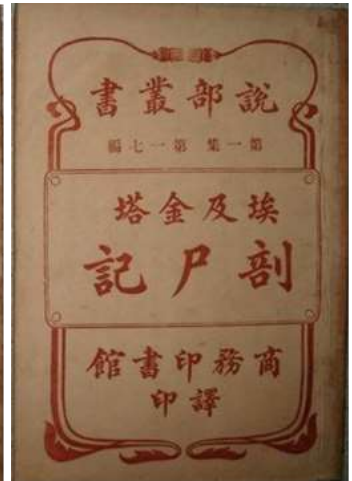 說部叢書
第一集 第一七編
埃及金塔
剖尸記
商務印書館
譯印